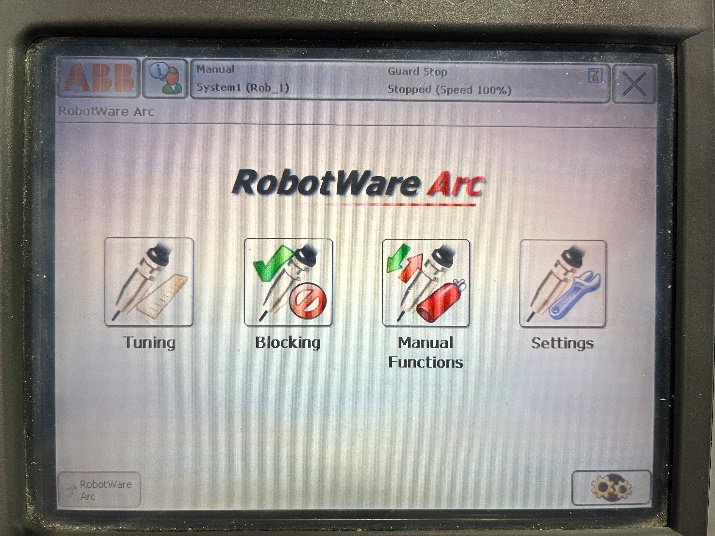 ABB
Manual
Guard Stop
System1 (Rob_1)
Stopped (Speed 100%)
RobotWare Arc
RobotWare Arc
Tuning
Blocking
Manual
Functions
Settings
RobotWare
Arc